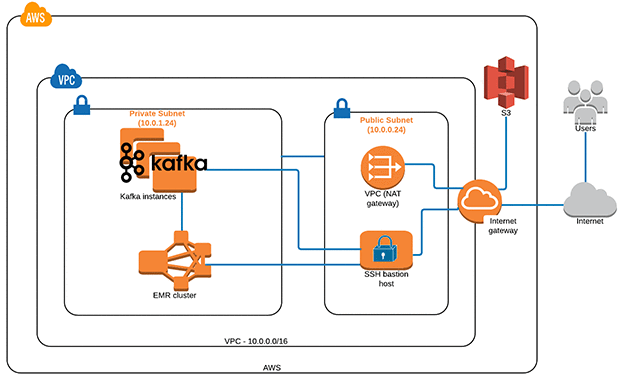 AWS
VPC
Private Subnet
(10.0.1.24)
kafka
Kafka instances
EMR cluster
Public Subnet
(10.0.0.24)
VPC (NAT
gateway)
SSH bastion
host
S3
Internet
gateway
Users
Internet
VPC - 10.0.0.0/16
AWS